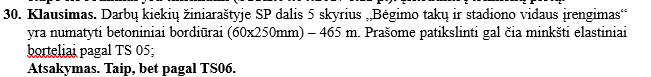 30. Klausimas. Darbų kiekių žiniaraštyje SP dalis 5 skyrius „Bėgimo takų ir stadiono vidaus įrengimas“
yra numatyti betoniniai bordiūrai (60x250mm) – 465 m. Prašome patikslinti gal čia minkšti elastiniai
borteliai pagal TS 05;
Atsakymas. Taip, bet pagal TS06.